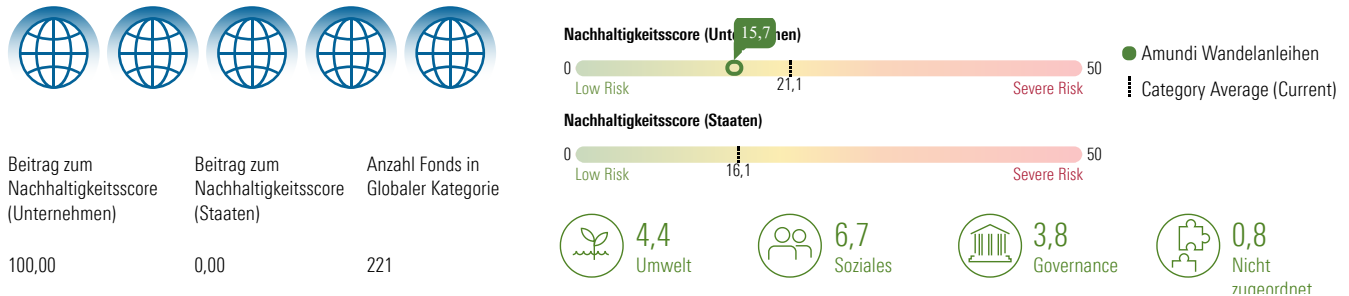 Beitrag zum
Nachhaltigkeitsscore
(Unternehmen)
100,00
Beitrag zum
Nachhaltigkeitsscore
(Staaten)
0,00
Anzahl Fonds in
Globaler Kategorie
221
Nachhaltigkeitsscore (Unt hen)
15,7
0
50
Low Risk
21,1
Severe Risk
Nachhaltigkeitsscore (Staaten)
0
50
Low Risk
16,1
Severe Risk
Amundi Wandelanleihen
Category Average (Current)
4,4
Umwelt
6,7
Soziales
3,8
Governance
0,8
Nicht
zugeordnet